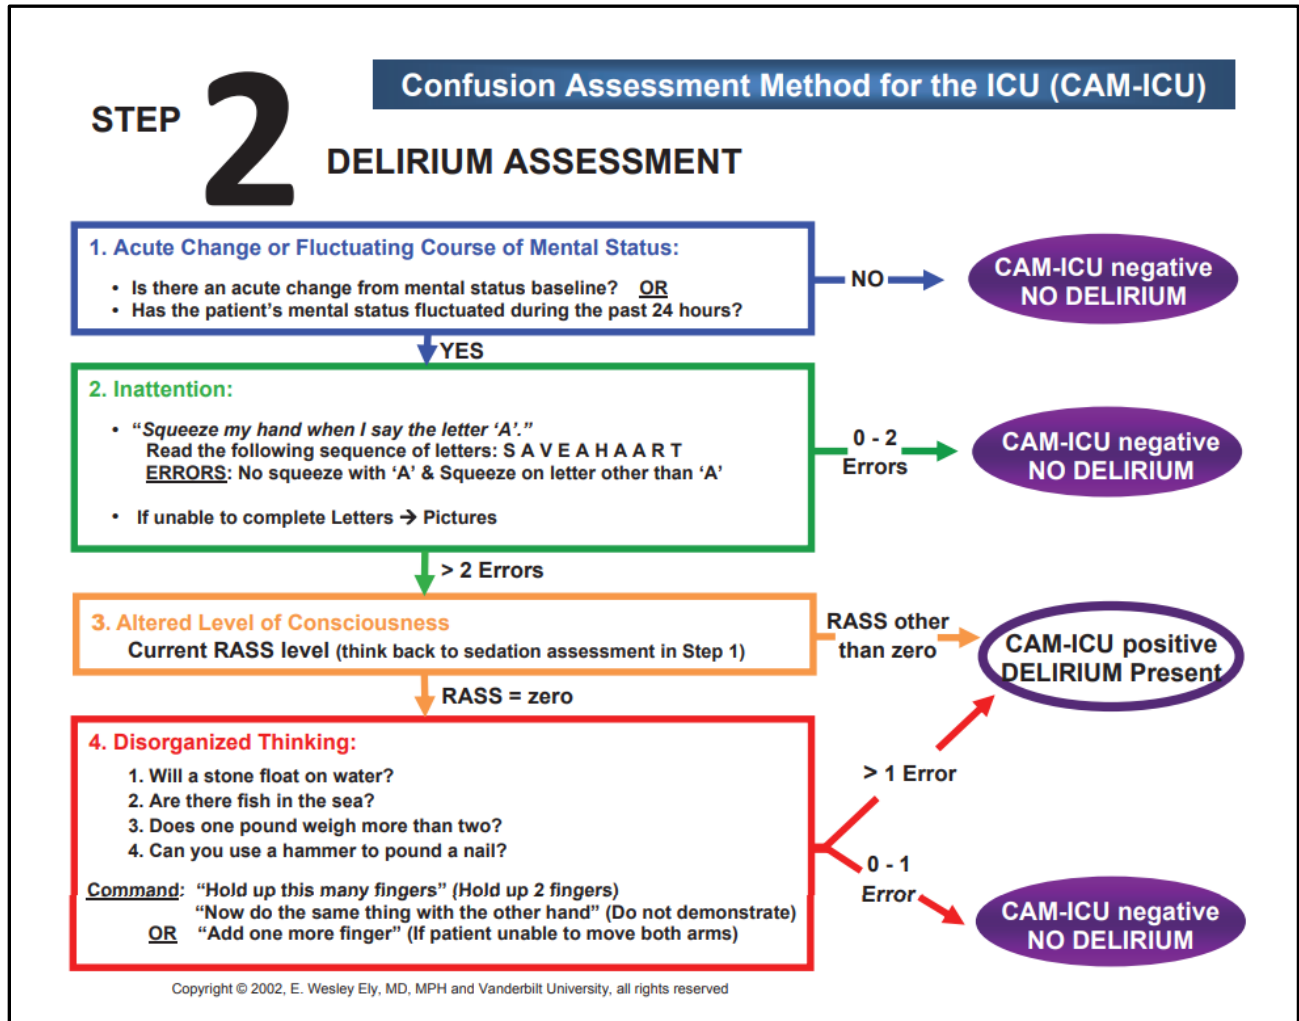 Confusion Assessment Method for the ICU (CAM-ICU)
STEP 2
DELIRIUM ASSESSMENT
1. Acute Change or Fluctuating Course of Mental Status:
• Is there an acute change from mental status baseline? OR
• Has the patient's mental status fluctuated during the past 24 hours?
NO
CAM-ICU negative
NO DELIRIUM
YES
2. Inattention:
• "Squeeze my hand when I say the letter 'A'."
Read the following sequence of letters: S A V E A H A A R T
ERRORS: No squeeze with 'A' & Squeeze on letter other than 'A'
• If unable to complete Letters → Pictures
0 - 2
Errors
CAM-ICU negative
NO DELIRIUM
> 2 Errors
3. Altered Level of Consciousness
Current RASS level (think back to sedation assessment in Step 1)
RASS other
than zero
CAM-ICU positive
DELIRIUM Present
RASS = zero
4. Disorganized Thinking:
1. Will a stone float on water?
2. Are there fish in the sea?
3. Does one pound weigh more than two?
4. Can you use a hammer to pound a nail?
Command: "Hold up this many fingers" (Hold up 2 fingers)
"Now do the same thing with the other hand" (Do not demonstrate)
OR "Add one more finger" (If patient unable to move both arms)
> 1 Error
0 - 1
Error
CAM-ICU negative
NO DELIRIUM
Copyright © 2002, E. Wesley Ely, MD, MPH and Vanderbilt University, all rights reserved